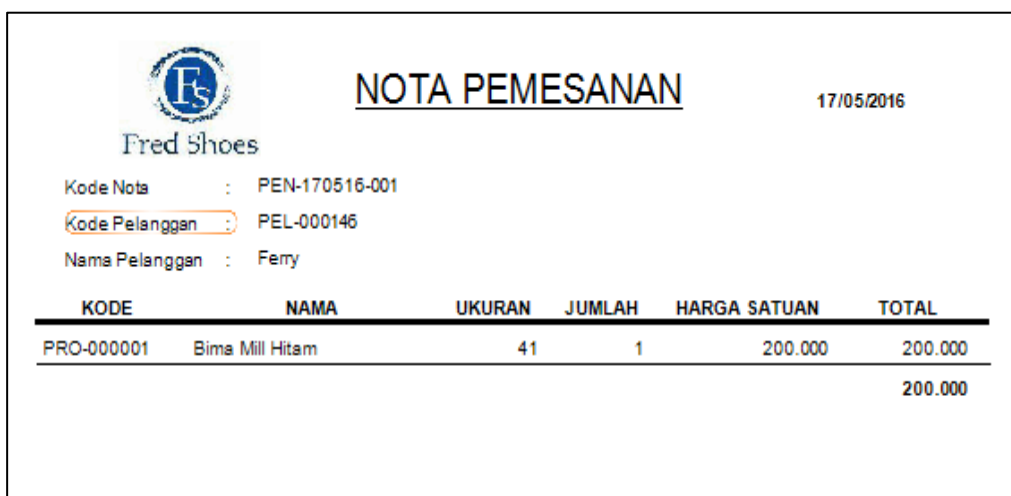 FS
NOTA PEMESANAN
17/05/2016
Fred Shoes
Kode Nota : PEN-170516-001
Kode Pelanggan : PEL-000146
Nama Pelanggan : Ferry
KODE NAMA UKURAN JUMLAH HARGA SATUAN TOTAL
PRO-000001 Bima Mill Hitam 41 1 200.000 200.000
200.000